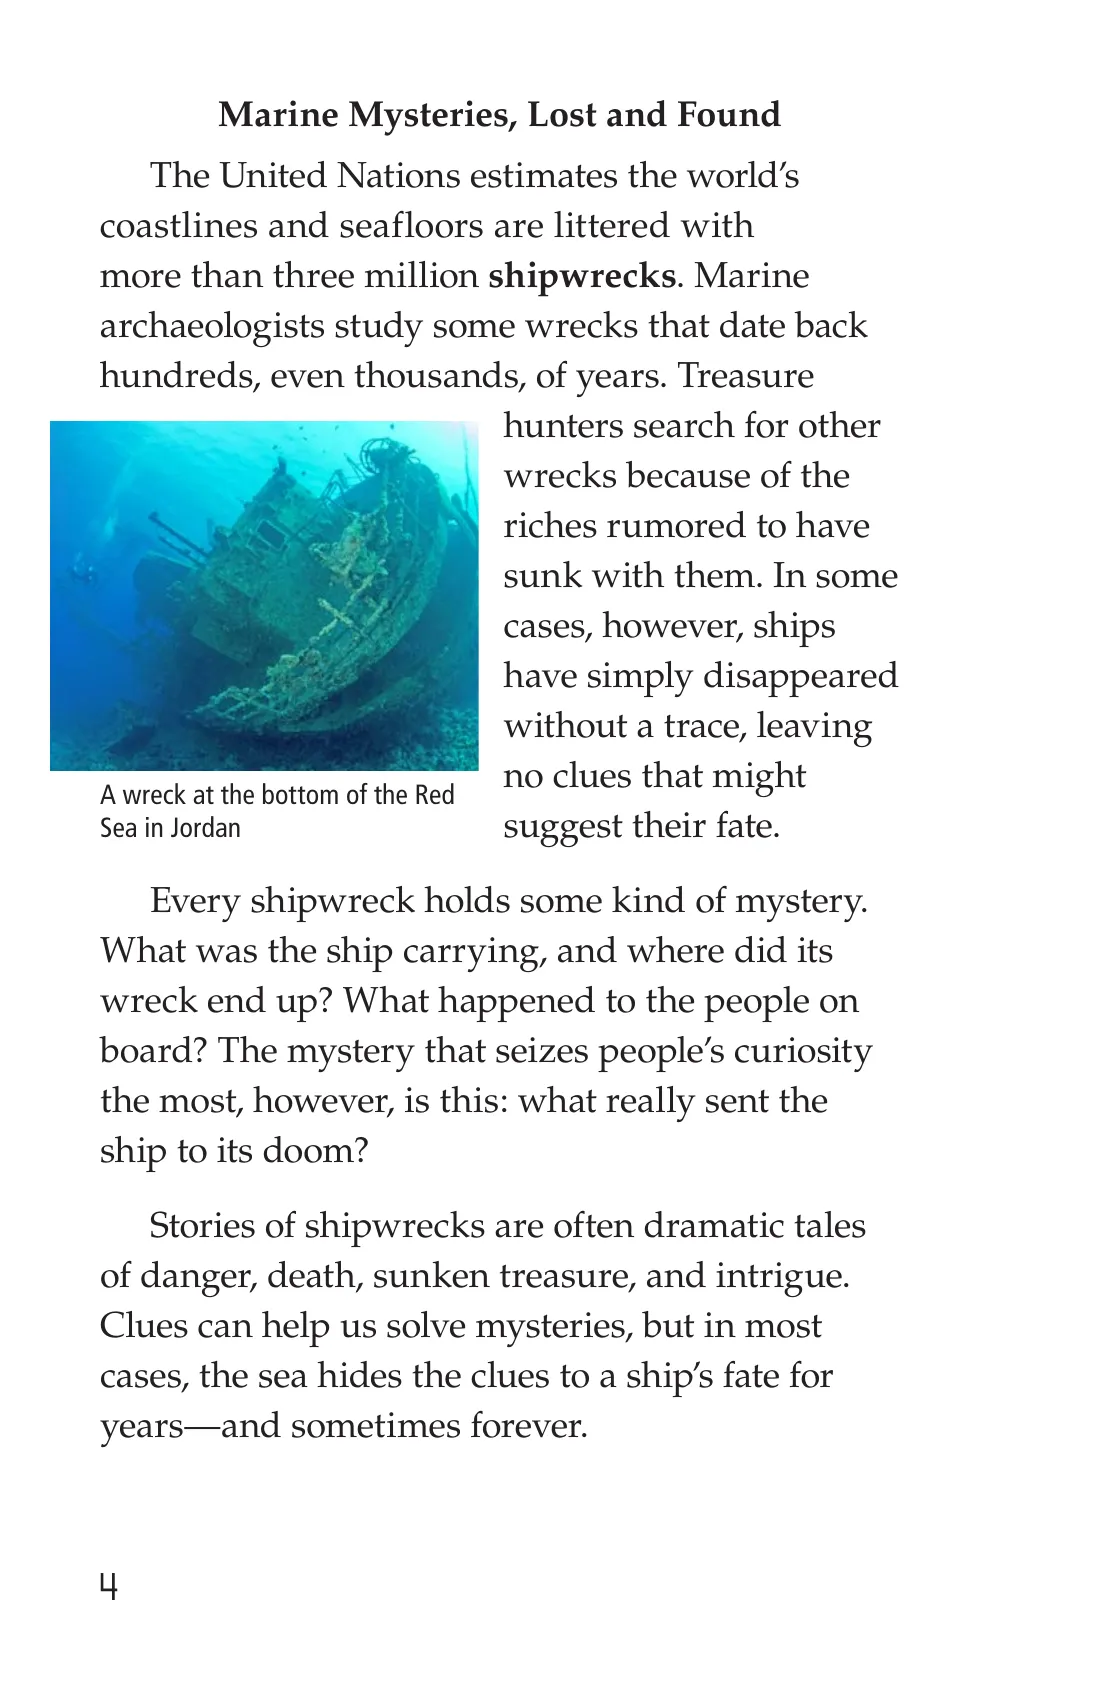 Marine Mysteries, Lost and Found
The United Nations estimates the world’s
coastlines and seafloors are littered with
more than three million shipwrecks. Marine
archaeologists study some wrecks that date back
hundreds, even thousands, of years. Treasure
hunters search for other
wrecks because of the
riches rumored to have
sunk with them. In some
cases, however, ships
have simply disappeared
without a trace, leaving
no clues that might
suggest their fate.
A wreck at the bottom of the Red
Sea in Jordan
Every shipwreck holds some kind of mystery.
What was the ship carrying, and where did its
wreck end up? What happened to the people on
board? The mystery that seizes people’s curiosity
the most, however, is this: what really sent the
ship to its doom?
Stories of shipwrecks are often dramatic tales
of danger, death, sunken treasure, and intrigue.
Clues can help us solve mysteries, but in most
cases, the sea hides the clues to a ship’s fate for
years—and sometimes forever.
4